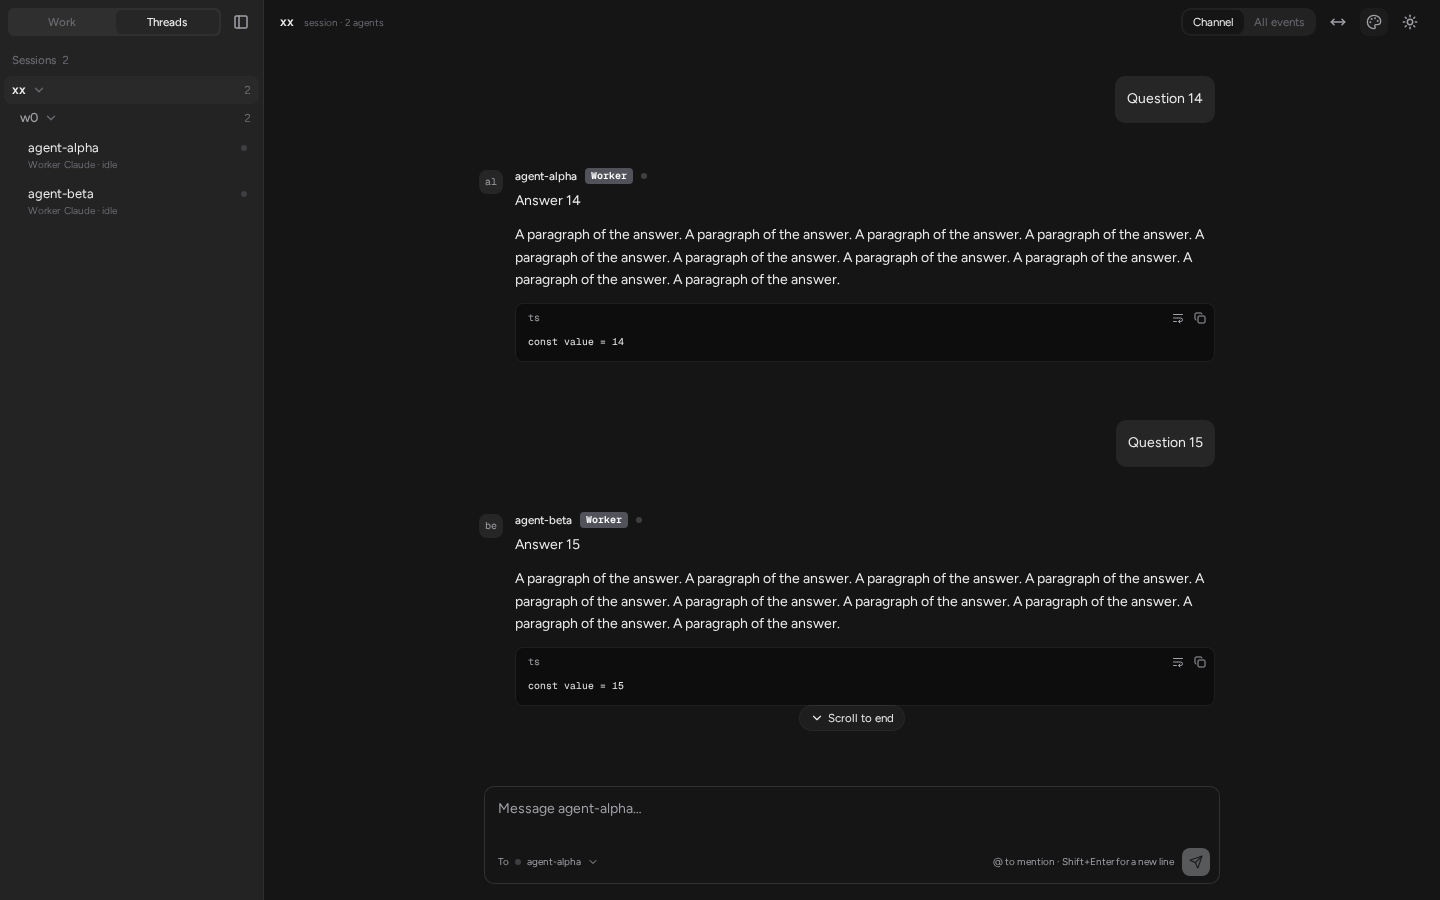 Work
Threads
Sessions 2
xx 2
w0 2
agent-alpha
Worker Claude · idle
agent-beta
Worker Claude · idle
xx session · 2 agents
Channel
All events
Question 14
al
agent-alpha Worker
Answer 14
A paragraph of the answer. A paragraph of the answer. A paragraph of the answer. A paragraph of the answer. A
paragraph of the answer. A paragraph of the answer. A paragraph of the answer. A paragraph of the answer. A
paragraph of the answer. A paragraph of the answer.
ts
const value = 14
Question 15
be
agent-beta Worker
Answer 15
A paragraph of the answer. A paragraph of the answer. A paragraph of the answer. A paragraph of the answer. A
paragraph of the answer. A paragraph of the answer. A paragraph of the answer. A paragraph of the answer. A
paragraph of the answer. A paragraph of the answer.
ts
const value = 15
Scroll to end
Message agent-alpha...
To agent-alpha
@ to mention · Shift+Enter for a new line